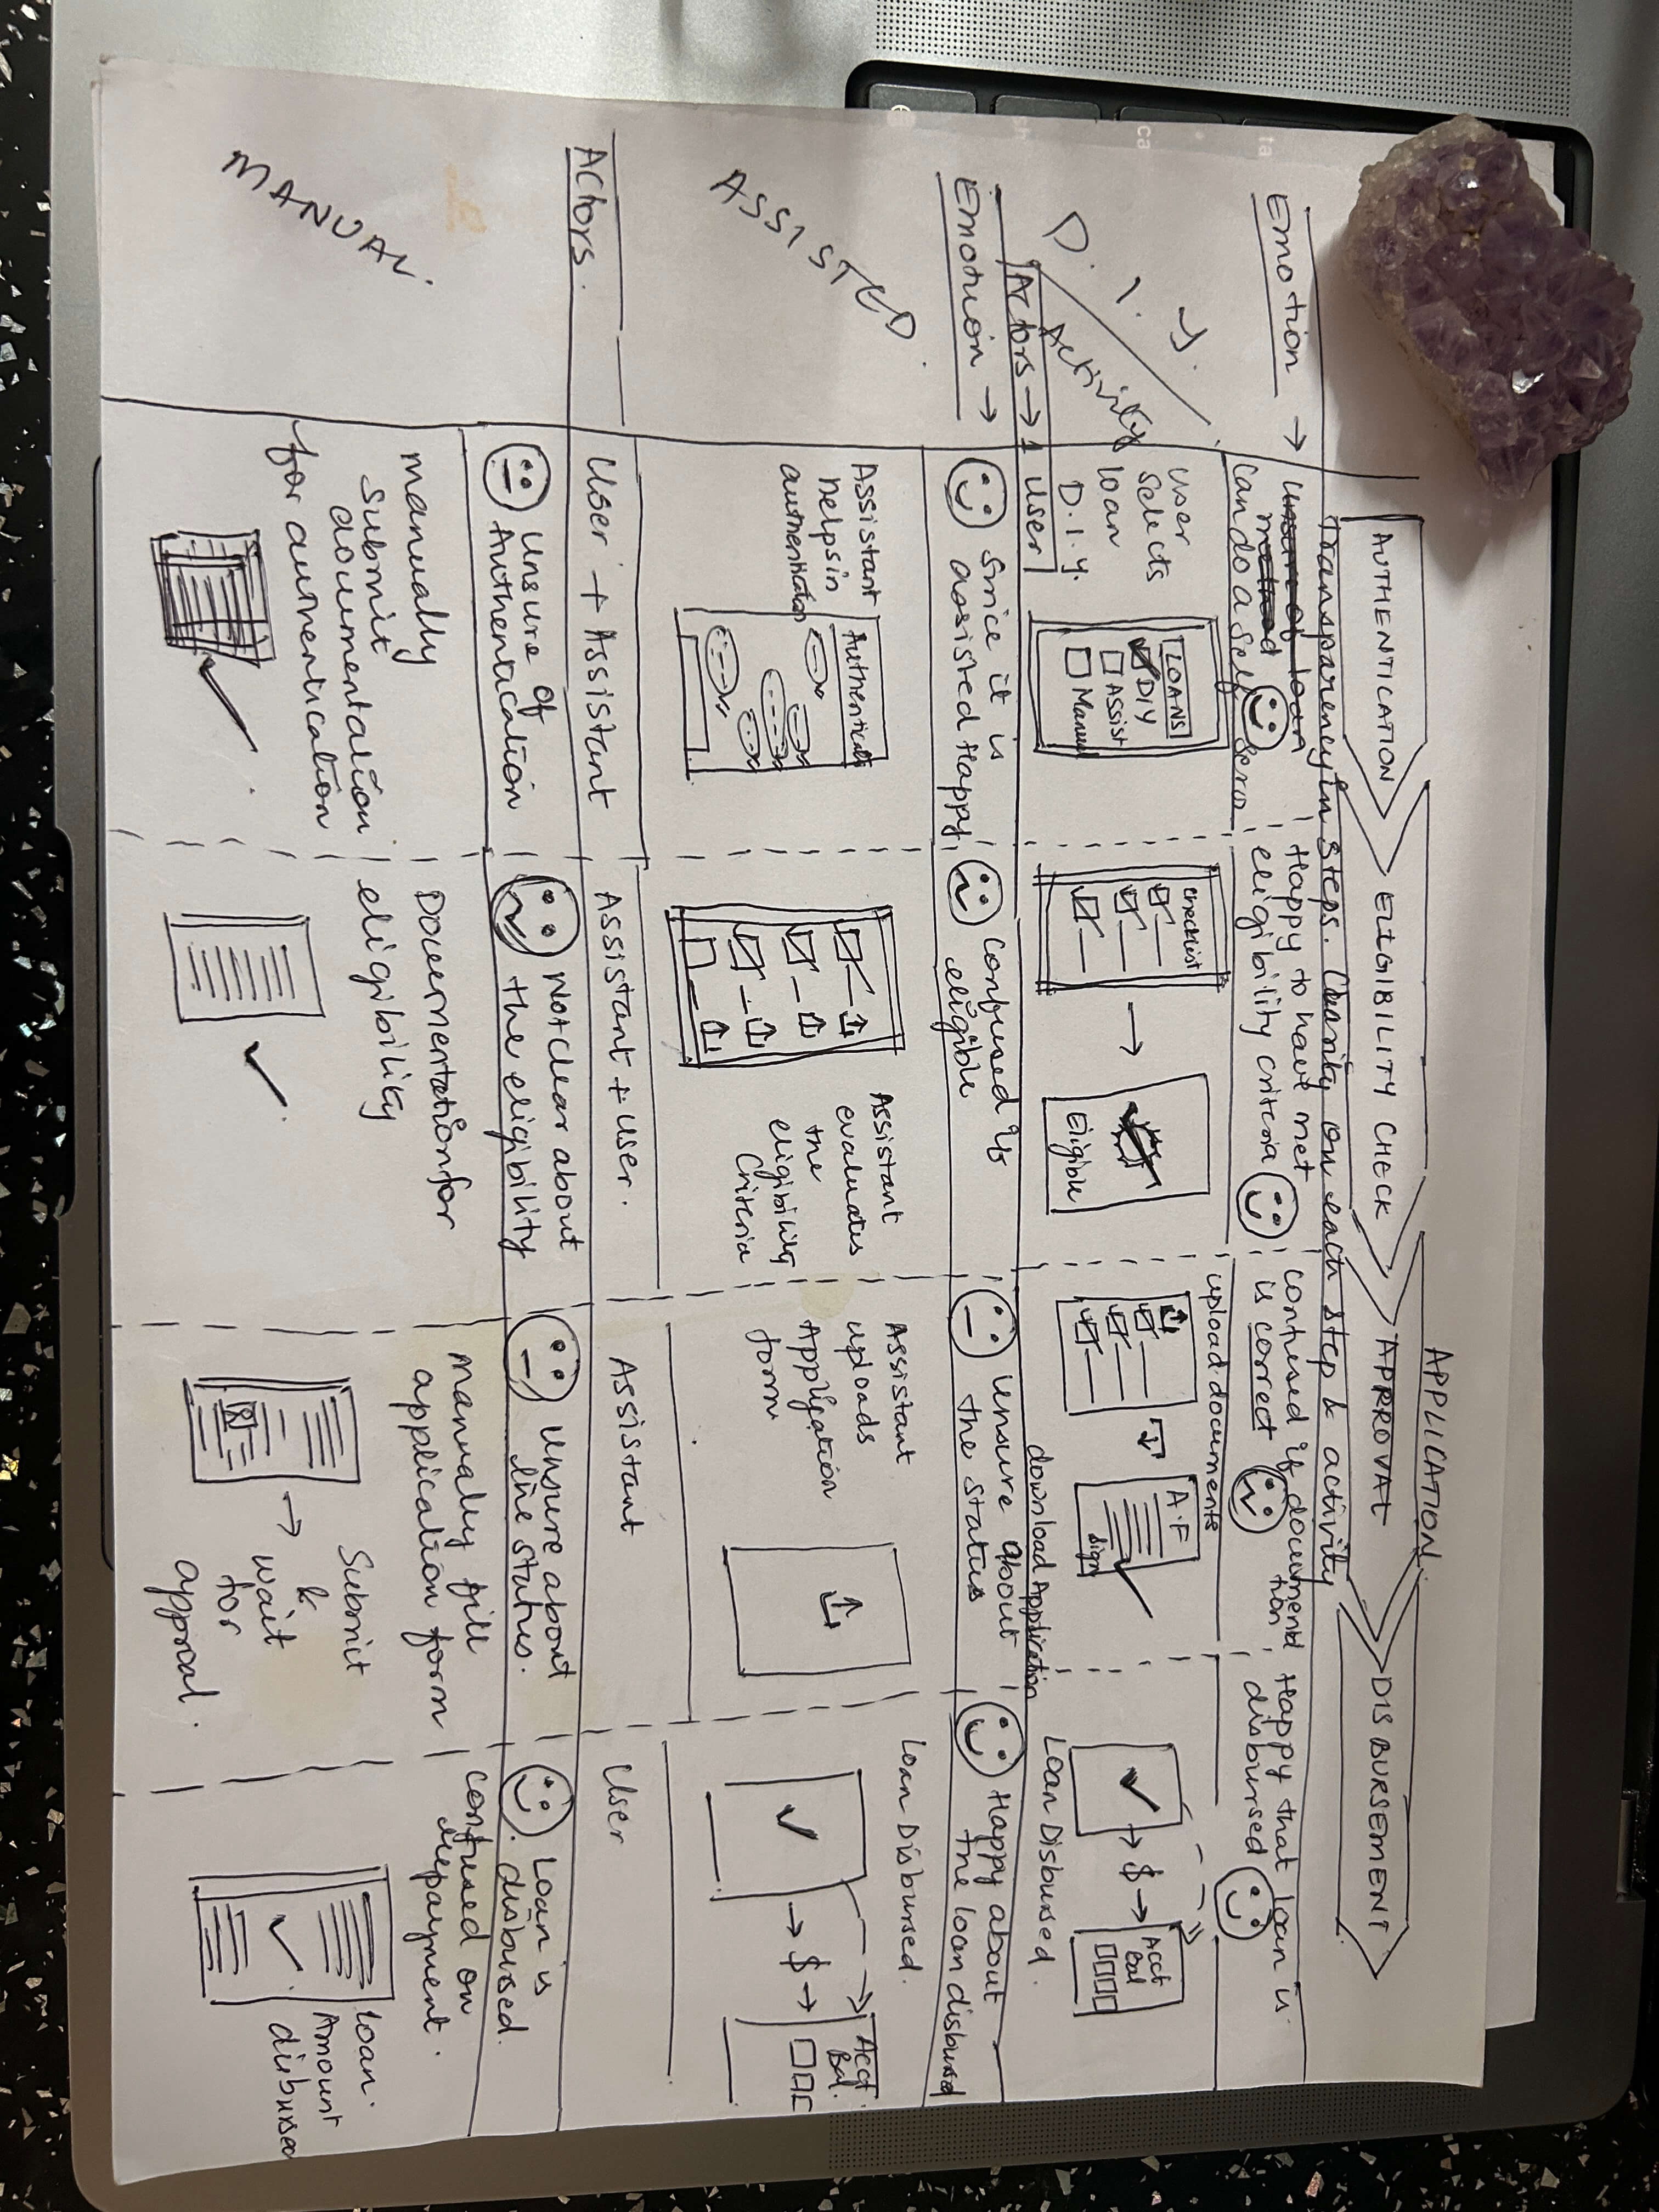 AUTHENTICATION
ELIGIBILITY CHECK
APPLICATION
APPROVAL
DISBURSEMENT
Transparency in steps. Clarity on each step & activity
Emotion →
can do a self serve
Happy to have met
eligibility criteria
confused if documenta
tion
is correct
Happy that loan is
disbursed
D. I. Y.
Activity
User
selects
loan
D.I.Y.
LOANS
DIY
Assist
Manual
checklist
→
Eligible
upload documents
A.F
sign
download Application
Loan Disbursed.
→ $ →
Acct
Bal
Actors →
User
Emotion →
Since it is
assisted Happy
Confused if
eligible
Unsure about
the status
Happy about
the loan disbursed
ASSISTED.
Assistant
helps in
authentication
Authenticate
Assistant
evaluates
the
eligibility
criteria
Assistant
uploads
Application
form
Loan Disbursed.
→ $ →
Acct
Bal.
Actors.
User + Assistant
Assistant + User.
Assistant
User
Unsure of
Authentication
Not clear about
the eligibility
Unsure about
the status.
Loan is
disbursed.
MANUAL.
manually
submit
documentation
for authentication
Documentation for
eligibility
manually fill
application form
→
Submit
&
wait
for
approval.
confused on
repayment.
loan.
Amount
disbursed